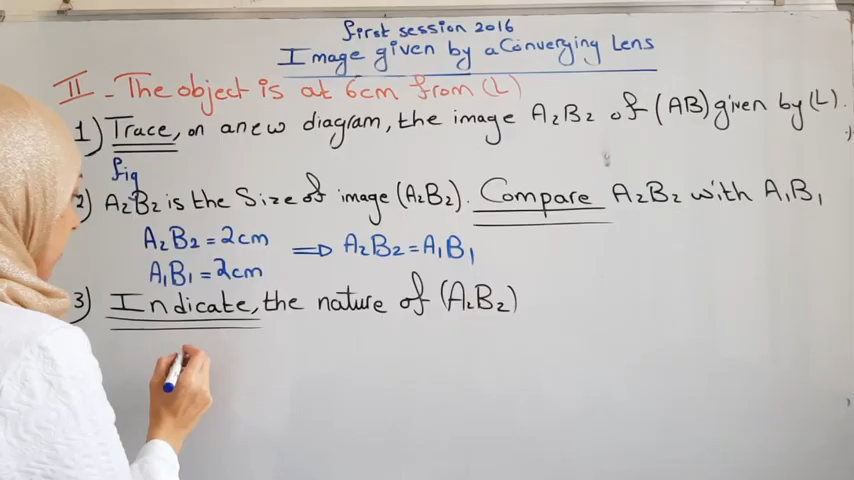 first session 2016
Image given by a Converging Lens
II - The object is at 6cm from (L)
1) Trace, on a new diagram, the image A₂B₂ of (AB) given by (L).
fig
2) A₂B₂ is the Size of image (A₂B₂). Compare A₂B₂ with A₁B₁
A₂B₂ = 2cm ⟹ A₂B₂ = A₁B₁
A₁B₁ = 2cm
3) Indicate, the nature of (A₂B₂)